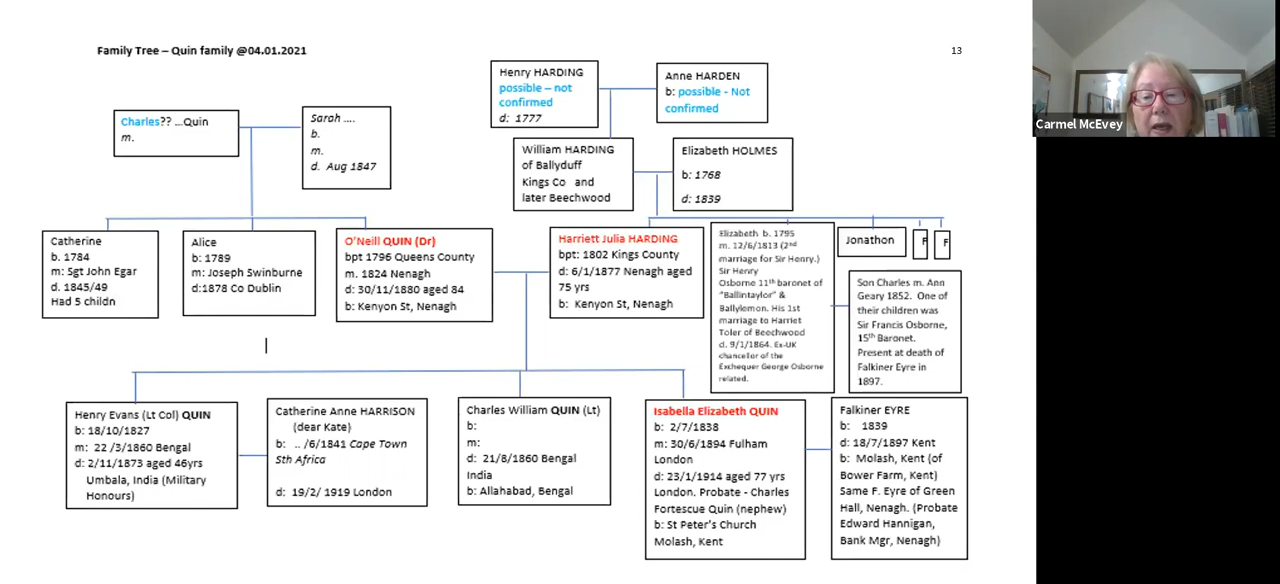 Family Tree – Quin family @04.01.2021
13
Henry HARDING
possible – not
confirmed
d: 1777
Anne HARDEN
b: possible - Not
confirmed
Charles?? ...Quin
m.
Sarah ....
b.
m.
d. Aug 1847
William HARDING
of Ballyduff
Kings Co and
later Beechwood
Elizabeth HOLMES
b: 1768
d: 1839
Catherine
b. 1784
m: Sgt John Egar
d. 1845/49
Had 5 childn
Alice
b: 1789
m: Joseph Swinburne
d:1878 Co Dublin
O'Neill QUIN (Dr)
bpt 1796 Queens County
m. 1824 Nenagh
d: 30/11/1880 aged 84
b: Kenyon St, Nenagh
Harriett Julia HARDING
bpt: 1802 Kings County
d: 6/1/1877 Nenagh aged
75 yrs
b: Kenyon St, Nenagh
Elizabeth b. 1795
m. 12/6/1813 (2nd
marriage for Sir Henry.)
Sir Henry
Osborne 11th baronet of
"Ballintaylor" &
Ballylemon. His 1st
marriage to Harriet
Toler of Beechwood
d. 9/1/1864. Ex-UK
chancellor of the
Exchequer George Osborne
related.
Jonathon
F
F
Son Charles m. Ann
Geary 1852. One of
their children was
Sir Francis Osborne,
15th Baronet.
Present at death of
Falkiner Eyre in
1897.
Henry Evans (Lt Col) QUIN
b: 18/10/1827
m: 22 /3/1860 Bengal
d: 2/11/1873 aged 46yrs
Umbala, India (Military
Honours)
Catherine Anne HARRISON
(dear Kate)
b: .. /6/1841 Cape Town
Sth Africa
d: 19/2/ 1919 London
Charles William QUIN (Lt)
b:
m:
d: 21/8/1860 Bengal
India
b: Allahabad, Bengal
Isabella Elizabeth QUIN
b: 2/7/1838
m: 30/6/1894 Fulham
London
d: 23/1/1914 aged 77 yrs
London. Probate - Charles
Fortescue Quin (nephew)
b: St Peter's Church
Molash, Kent
Falkiner EYRE
b: 1839
d: 18/7/1897 Kent
b: Molash, Kent (of
Bower Farm, Kent)
Same F. Eyre of Green
Hall, Nenagh. (Probate
Edward Hannigan,
Bank Mgr, Nenagh)
Carmel McEvey